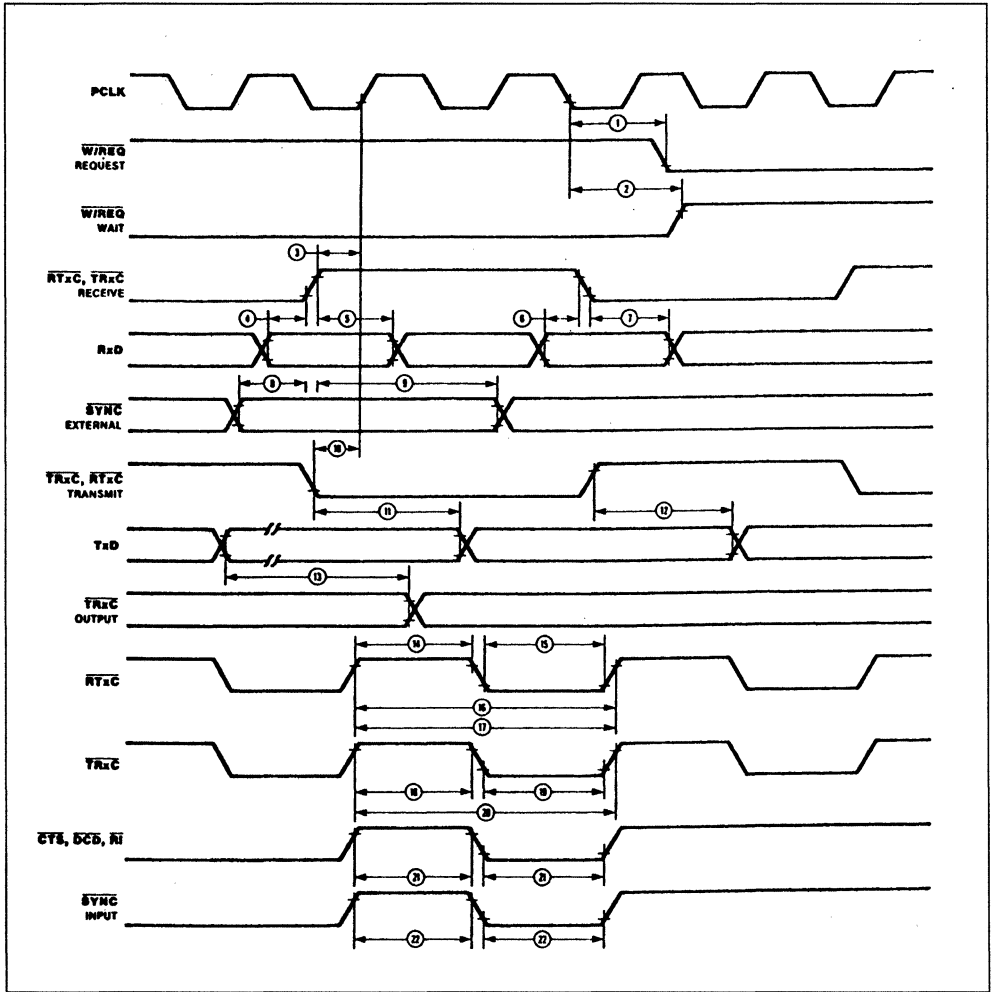 PCLK
1
W/REQ
REQUEST
2
W/REQ
WAIT
3
RTxC, TRxC
RECEIVE
4 5 6 7
RxD
8 9
SYNC
EXTERNAL
10
TRxC, RTxC
TRANSMIT
11 12
TxD
13
TRxC
OUTPUT
14 15
RTxC
16
17
TRxC
18 19
20
CTS, DCD, RI
21 21
SYNC
INPUT
22 22